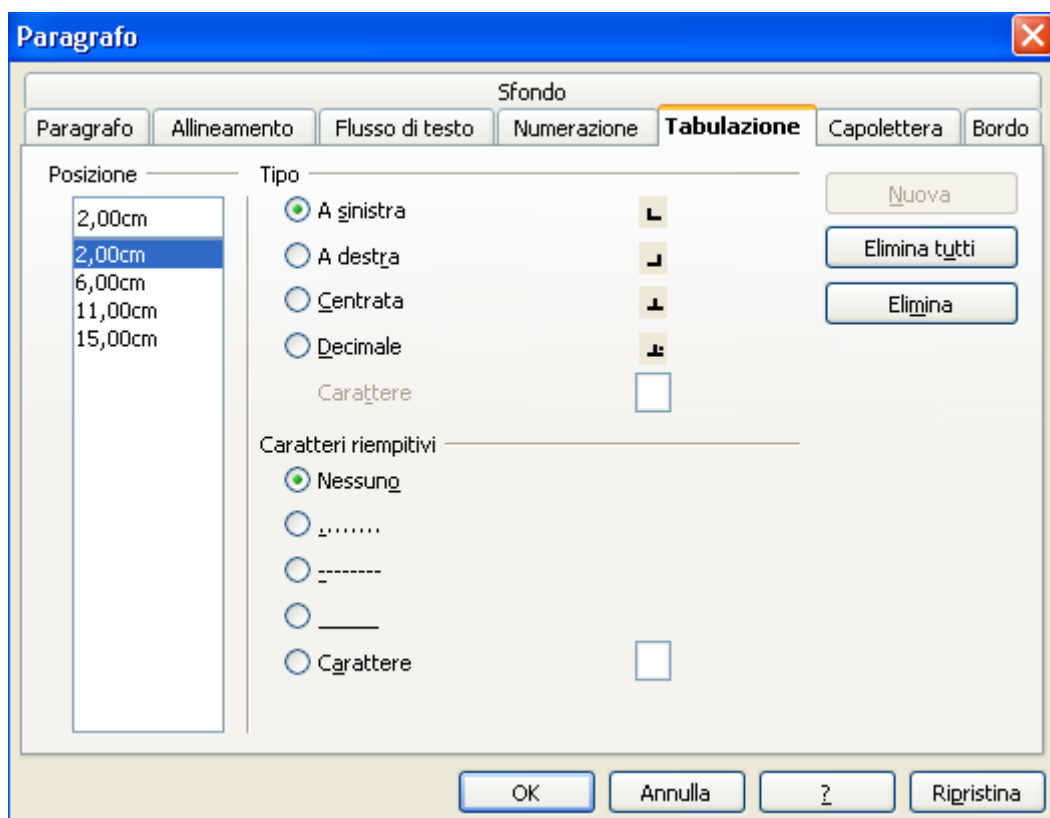 Paragrafo
Sfondo
Paragrafo Allineamento Flusso di testo Numerazione Tabulazione Capolettera Bordo
Posizione
2,00cm
2,00cm
6,00cm
11,00cm
15,00cm
Tipo
A sinistra
A destra
Centrata
Decimale
Carattere
Caratteri riempitivi
Nessuno
........
--------
______
Carattere
Nuova
Elimina tutti
Elimina
OK Annulla ? Ripristina